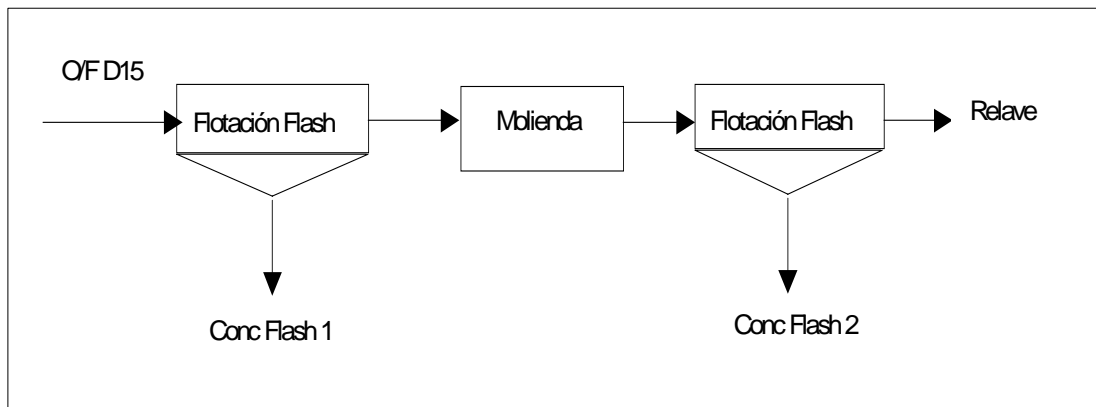 O/F D15
Flotación Flash
Molienda
Flotación Flash
Relave
Conc Flash 1
Conc Flash 2